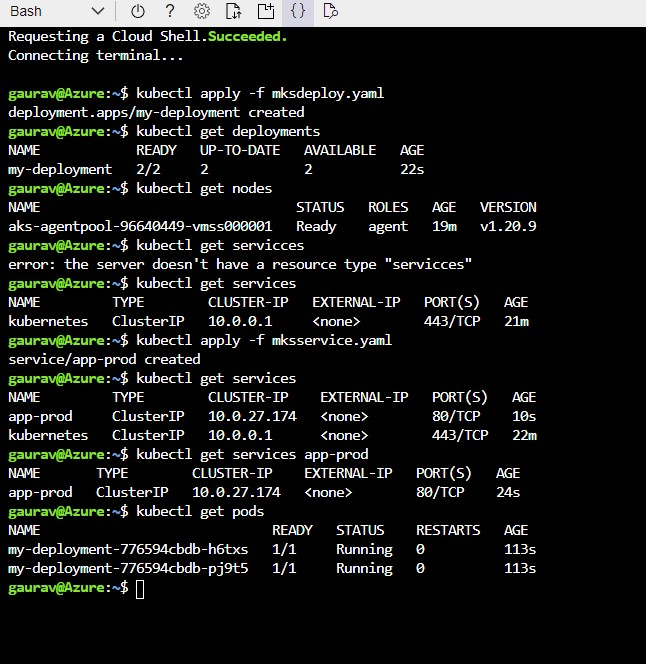 Bash
Requesting a Cloud Shell.Succeeded.
Connecting terminal...
gaurav@Azure:~$ kubectl apply -f mksdeploy.yaml
deployment.apps/my-deployment created
gaurav@Azure:~$ kubectl get deployments
NAME READY UP-TO-DATE AVAILABLE AGE
my-deployment 2/2 2 2 22s
gaurav@Azure:~$ kubectl get nodes
NAME STATUS ROLES AGE VERSION
aks-agentpool-96640449-vmss000001 Ready agent 19m v1.20.9
gaurav@Azure:~$ kubectl get servicces
error: the server doesn't have a resource type "servicces"
gaurav@Azure:~$ kubectl get services
NAME TYPE CLUSTER-IP EXTERNAL-IP PORT(S) AGE
kubernetes ClusterIP 10.0.0.1 <none> 443/TCP 21m
gaurav@Azure:~$ kubectl apply -f mksservice.yaml
service/app-prod created
gaurav@Azure:~$ kubectl get services
NAME TYPE CLUSTER-IP EXTERNAL-IP PORT(S) AGE
app-prod ClusterIP 10.0.27.174 <none> 80/TCP 10s
kubernetes ClusterIP 10.0.0.1 <none> 443/TCP 22m
gaurav@Azure:~$ kubectl get services app-prod
NAME TYPE CLUSTER-IP EXTERNAL-IP PORT(S) AGE
app-prod ClusterIP 10.0.27.174 <none> 80/TCP 24s
gaurav@Azure:~$ kubectl get pods
NAME READY STATUS RESTARTS AGE
my-deployment-776594cbdb-h6txs 1/1 Running 0 113s
my-deployment-776594cbdb-pj9t5 1/1 Running 0 113s
gaurav@Azure:~$